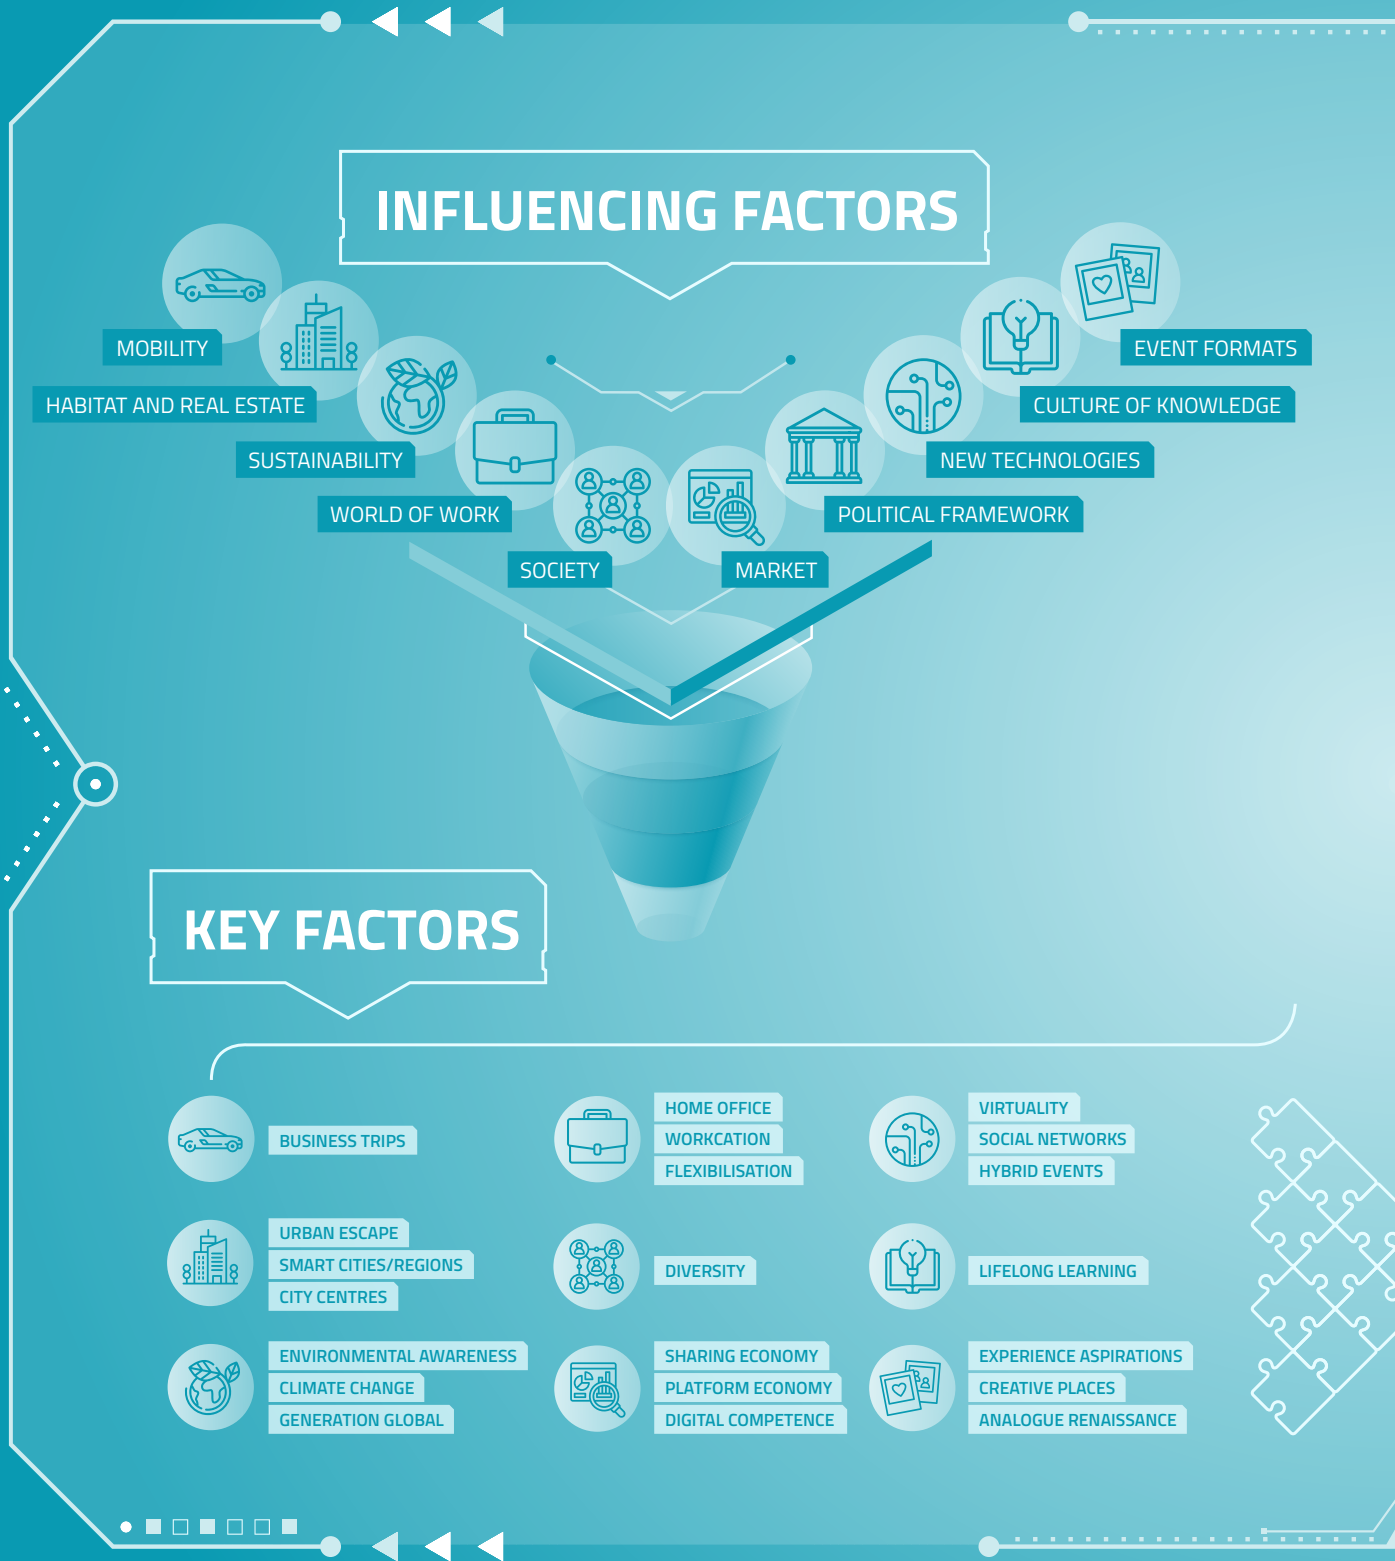 INFLUENCING FACTORS
MOBILITY
HABITAT AND REAL ESTATE
SUSTAINABILITY
WORLD OF WORK
SOCIETY
MARKET
POLITICAL FRAMEWORK
NEW TECHNOLOGIES
CULTURE OF KNOWLEDGE
EVENT FORMATS
KEY FACTORS
BUSINESS TRIPS
URBAN ESCAPE
SMART CITIES/REGIONS
CITY CENTRES
ENVIRONMENTAL AWARENESS
CLIMATE CHANGE
GENERATION GLOBAL
HOME OFFICE
WORKCATION
FLEXIBILISATION
DIVERSITY
SHARING ECONOMY
PLATFORM ECONOMY
DIGITAL COMPETENCE
VIRTUALITY
SOCIAL NETWORKS
HYBRID EVENTS
LIFELONG LEARNING
EXPERIENCE ASPIRATIONS
CREATIVE PLACES
ANALOGUE RENAISSANCE